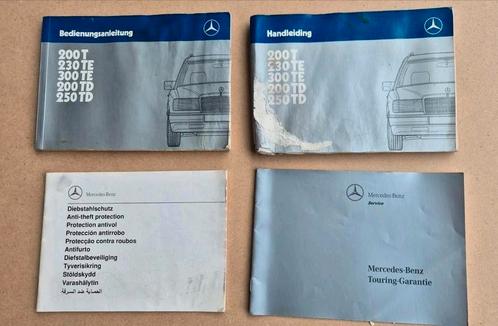 Bedienungsanleitung
200 T
230 TE
300 TE
200 TD
250 TD
Handleiding
200 T
230 TE
300 TE
200 TD
250 TD
Mercedes-Benz
Diebstahlschutz
Anti-theft protection
Protection antivol
Protección antirrobo
Protecção contra roubos
Antifurto
Diefstalbeveiliging
Tyverisikring
Stöldskydd
Varashälytin
الحماية ضد السرقة
Mercedes-Benz
Service
Mercedes-Benz
Touring-Garantie